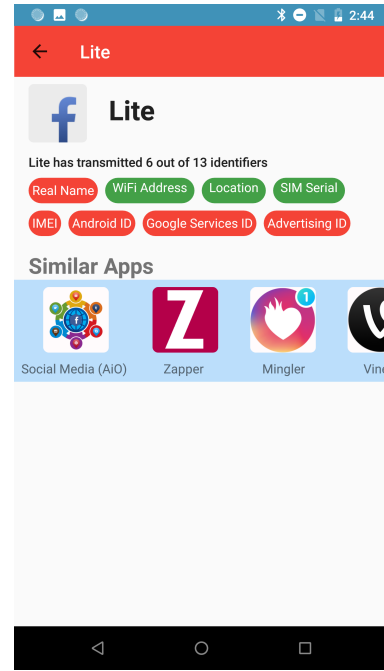 2:44
Lite
Lite
Lite has transmitted 6 out of 13 identifiers
Real Name WiFi Address Location SIM Serial
IMEI Android ID Google Services ID Advertising ID
Similar Apps
f Z 1
Social Media (AiO) Zapper Mingler Vine